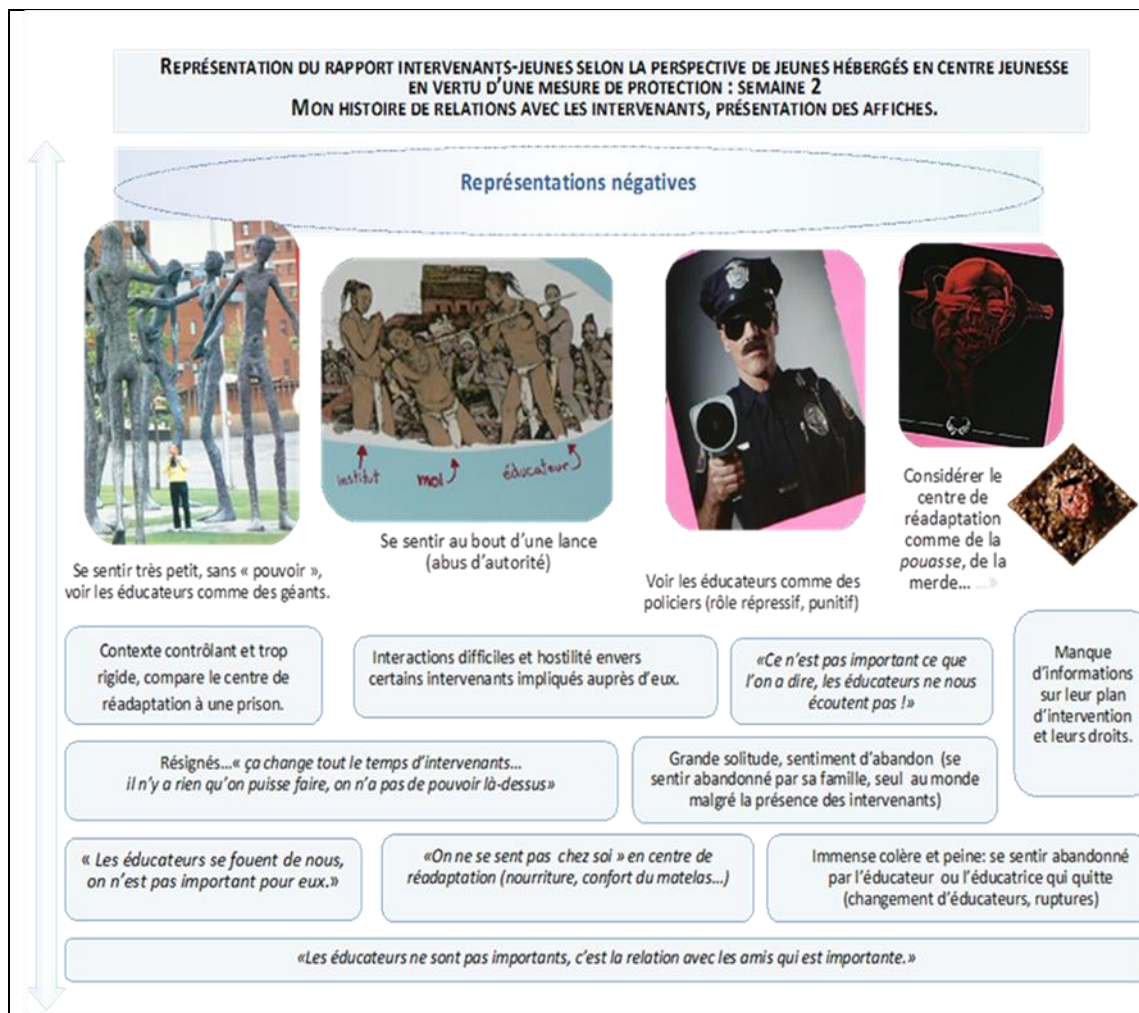 REPRÉSENTATION DU RAPPORT INTERVENANTS-JEUNES SELON LA PERSPECTIVE DE JEUNES HÉBERGÉS EN CENTRE JEUNESSE
EN VERTU D'UNE MESURE DE PROTECTION : SEMAINE 2
MON HISTOIRE DE RELATIONS AVEC LES INTERVENANTS, PRÉSENTATION DES AFFICHES.
Représentations négatives
institut
moi
éducateur
Se sentir très petit, sans « pouvoir »,
voir les éducateurs comme des géants.
Se sentir au bout d'une lance
(abus d'autorité)
Voir les éducateurs comme des
policiers (rôle répressif, punitif)
Considérer le
centre de
réadaptation
comme de la
pouasse, de la
merde... ...»
Contexte contrôlant et trop
rigide, compare le centre de
réadaptation à une prison.
Interactions difficiles et hostilité envers
certains intervenants impliqués auprès d'eux.
«Ce n'est pas important ce que
l'on a dire, les éducateurs ne nous
écoutent pas !»
Manque
d'informations
sur leur plan
d'intervention
et leurs droits.
Résignés...« ça change tout le temps d'intervenants...
il n'y a rien qu'on puisse faire, on n'a pas de pouvoir là-dessus»
Grande solitude, sentiment d'abandon (se
sentir abandonné par sa famille, seul au monde
malgré la présence des intervenants)
« Les éducateurs se fouent de nous,
on n'est pas important pour eux.»
«On ne se sent pas chez soi » en centre de
réadaptation (nourriture, confort du matelas...)
Immense colère et peine: se sentir abandonné
par l'éducateur ou l'éducatrice qui quitte
(changement d'éducateurs, ruptures)
«Les éducateurs ne sont pas importants, c'est la relation avec les amis qui est importante.»